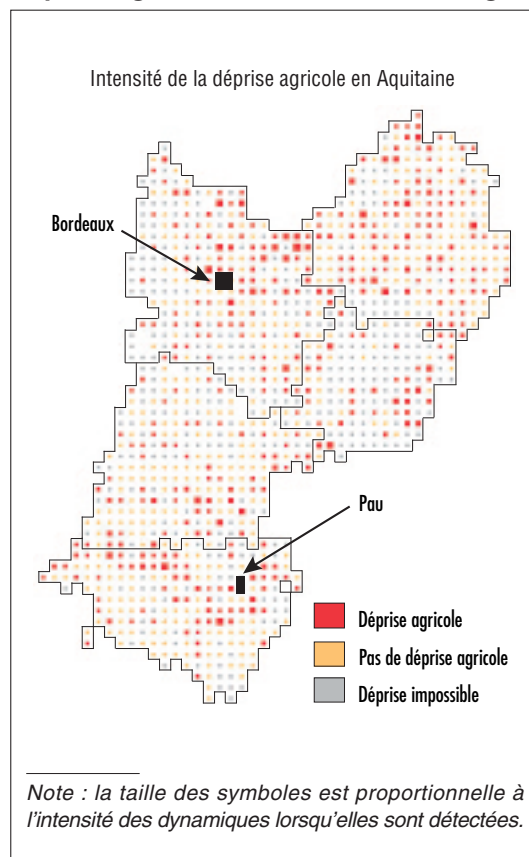 Intensité de la déprise agricole en Aquitaine
Bordeaux
Pau
Déprise agricole
Pas de déprise agricole
Déprise impossible
Note : la taille des symboles est proportionnelle à
l'intensité des dynamiques lorsqu'elles sont détectées.